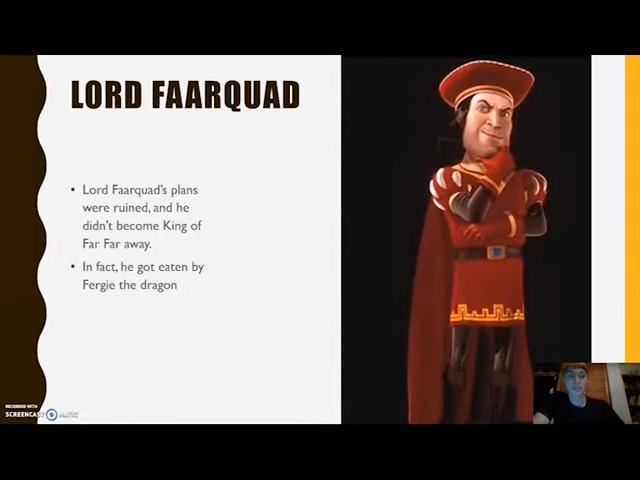 LORD FAARQUAD
• Lord Faarquad's plans
were ruined, and he
didn't become King of
Far Far away.
• In fact, he got eaten by
Fergie the dragon
RECORDED WITH
SCREENCAST MATIC